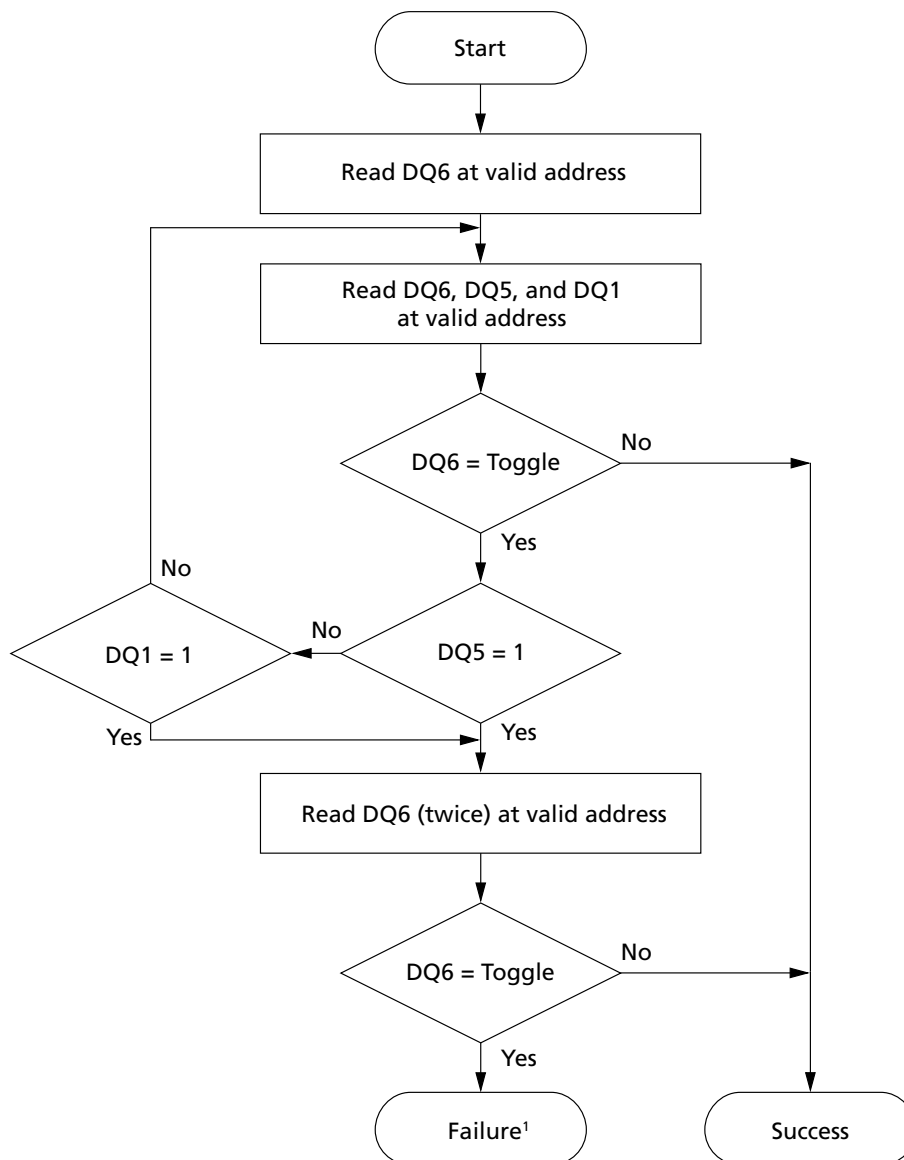 Start
Read DQ6 at valid address
Read DQ6, DQ5, and DQ1
at valid address
DQ6 = Toggle
No
Yes
No
DQ1 = 1
No
DQ5 = 1
Yes
Yes
Read DQ6 (twice) at valid address
DQ6 = Toggle
No
Yes
Failure¹
Success